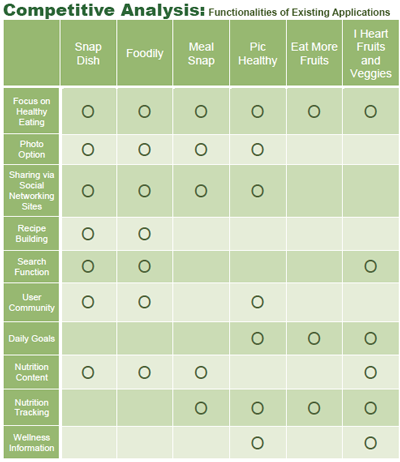 Competitive Analysis: Functionalities of Existing Applications
Snap Dish
Foodily
Meal Snap
Pic Healthy
Eat More Fruits
I Heart Fruits and Veggies
Focus on Healthy Eating O O O O O O
Photo Option O O O O
Sharing via Social Networking Sites O O O O
Recipe Building O O
Search Function O O O
User Community O O O
Daily Goals O O O
Nutrition Content O O O O
Nutrition Tracking O O O O
Wellness Information O O